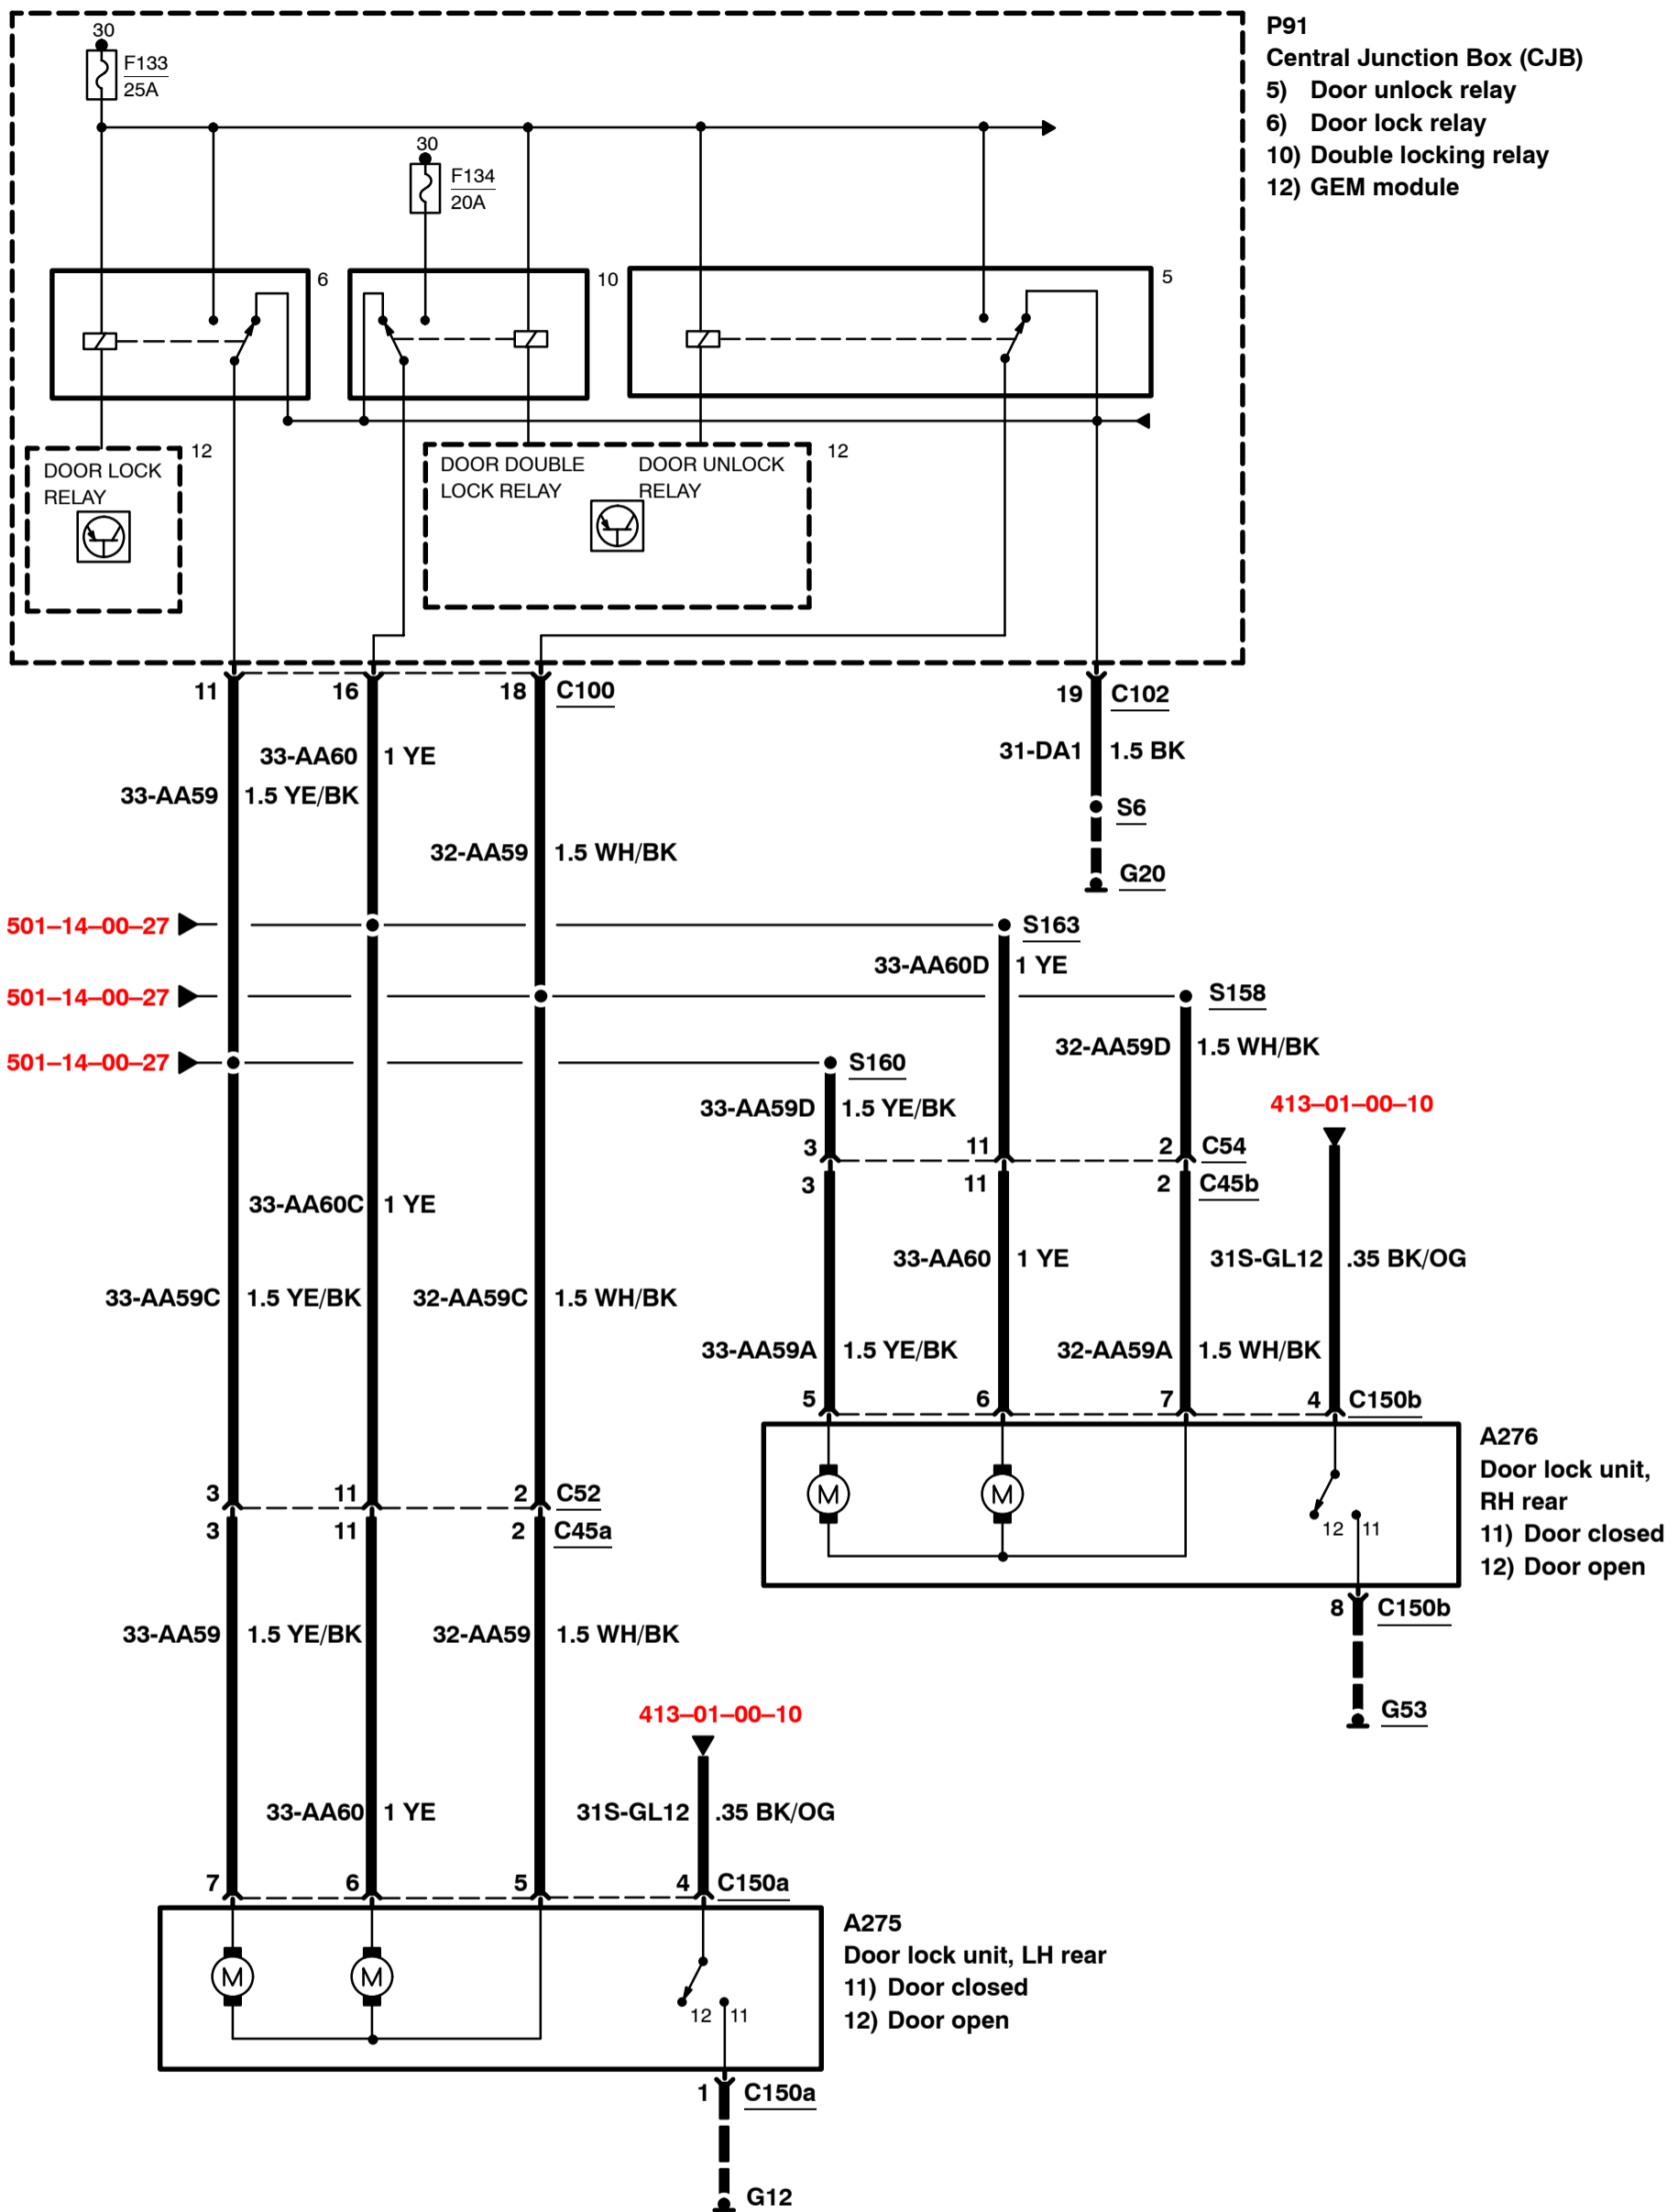 30
F133
25A
P91
Central Junction Box (CJB)
5) Door unlock relay
6) Door lock relay
10) Double locking relay
12) GEM module
30
F134
20A
6
10
5
12
DOOR LOCK
RELAY
DOOR DOUBLE
LOCK RELAY
DOOR UNLOCK
RELAY
12
11
16
18
C100
19
C102
33-AA60
1 YE
31-DA1
1.5 BK
33-AA59
1.5 YE/BK
S6
32-AA59
1.5 WH/BK
G20
501–14–00–27
S163
33-AA60D
1 YE
501–14–00–27
S158
32-AA59D
1.5 WH/BK
501–14–00–27
S160
33-AA59D
1.5 YE/BK
413–01–00–10
3
11
2
C54
3
11
2
C45b
33-AA60C
1 YE
33-AA60
1 YE
31S-GL12
.35 BK/OG
33-AA59C
1.5 YE/BK
32-AA59C
1.5 WH/BK
33-AA59A
1.5 YE/BK
32-AA59A
1.5 WH/BK
5
6
7
4
C150b
A276
Door lock unit,
RH rear
11) Door closed
12) Door open
M
M
12
11
3
11
2
C52
3
11
2
C45a
8
C150b
33-AA59
1.5 YE/BK
32-AA59
1.5 WH/BK
G53
413–01–00–10
33-AA60
1 YE
31S-GL12
.35 BK/OG
7
6
5
4
C150a
A275
Door lock unit, LH rear
11) Door closed
12) Door open
M
M
12
11
1
C150a
G12